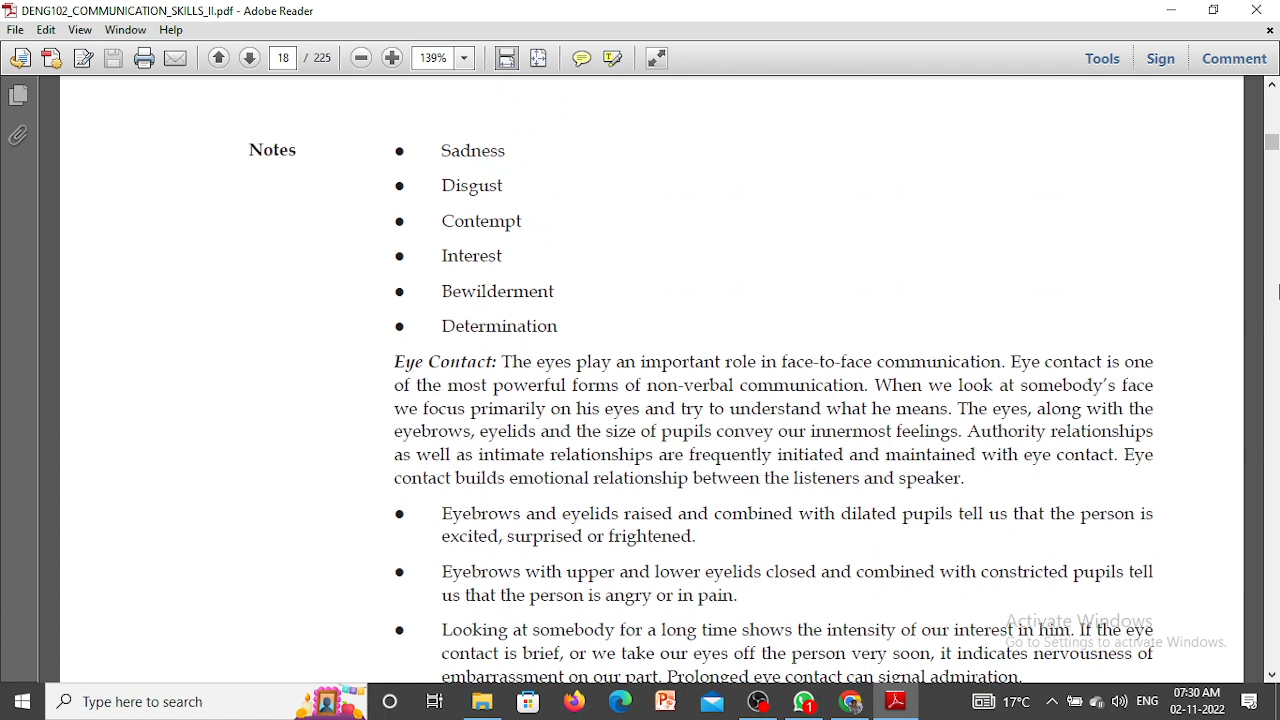 DENG102_COMMUNICATION_SKILLS_II.pdf - Adobe Reader
File Edit View Window Help
18 / 225 139% Tools Sign Comment
Notes
● Sadness
● Disgust
● Contempt
● Interest
● Bewilderment
● Determination
Eye Contact: The eyes play an important role in face-to-face communication. Eye contact is one
of the most powerful forms of non-verbal communication. When we look at somebody's face
we focus primarily on his eyes and try to understand what he means. The eyes, along with the
eyebrows, eyelids and the size of pupils convey our innermost feelings. Authority relationships
as well as intimate relationships are frequently initiated and maintained with eye contact. Eye
contact builds emotional relationship between the listeners and speaker.
● Eyebrows and eyelids raised and combined with dilated pupils tell us that the person is
excited, surprised or frightened.
● Eyebrows with upper and lower eyelids closed and combined with constricted pupils tell
us that the person is angry or in pain.
● Looking at somebody for a long time shows the intensity of our interest in him. If the eye
contact is brief, or we take our eyes off the person very soon, it indicates nervousness of
embarrassment on our part. Prolonged eye contact can signal admiration.
Activate Windows
Go to Settings to activate Windows.
Type here to search
1
17°C ENG
07:30 AM
02-11-2022